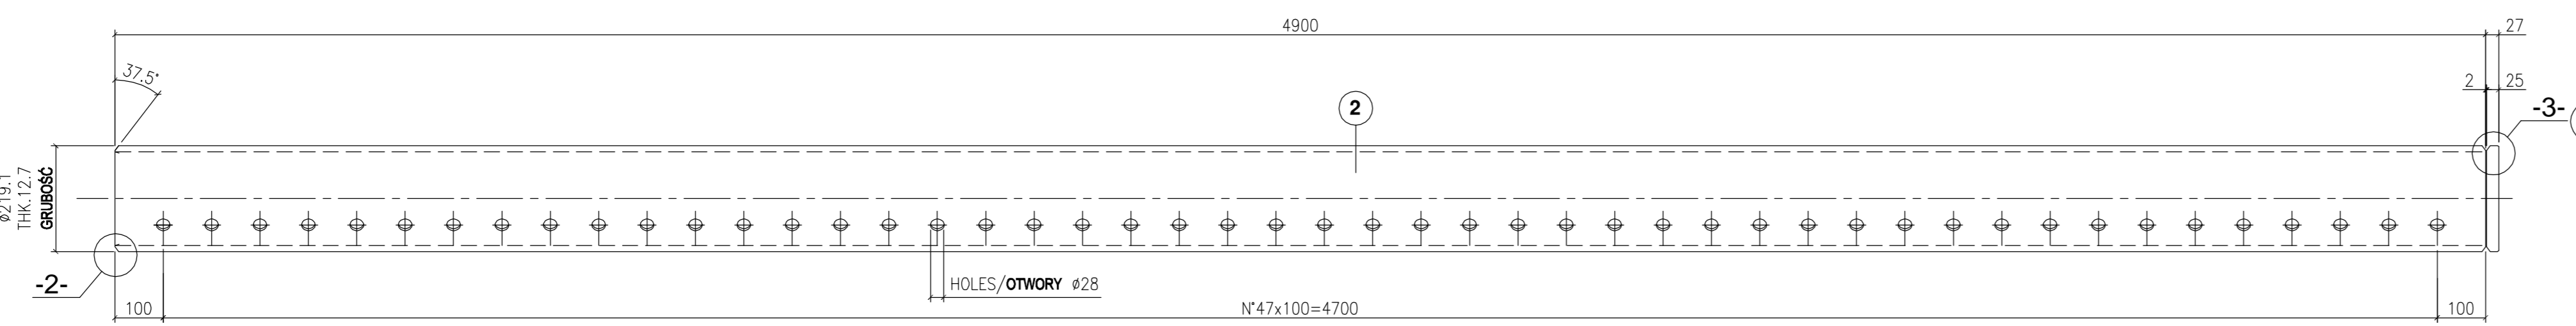 4900
27
37.5°
2
25
2
-3-
ø219.1
THK.12.7
GRUBOŚĆ
-2-
HOLES/OTWORY ø28
100
N°47x100=4700
100